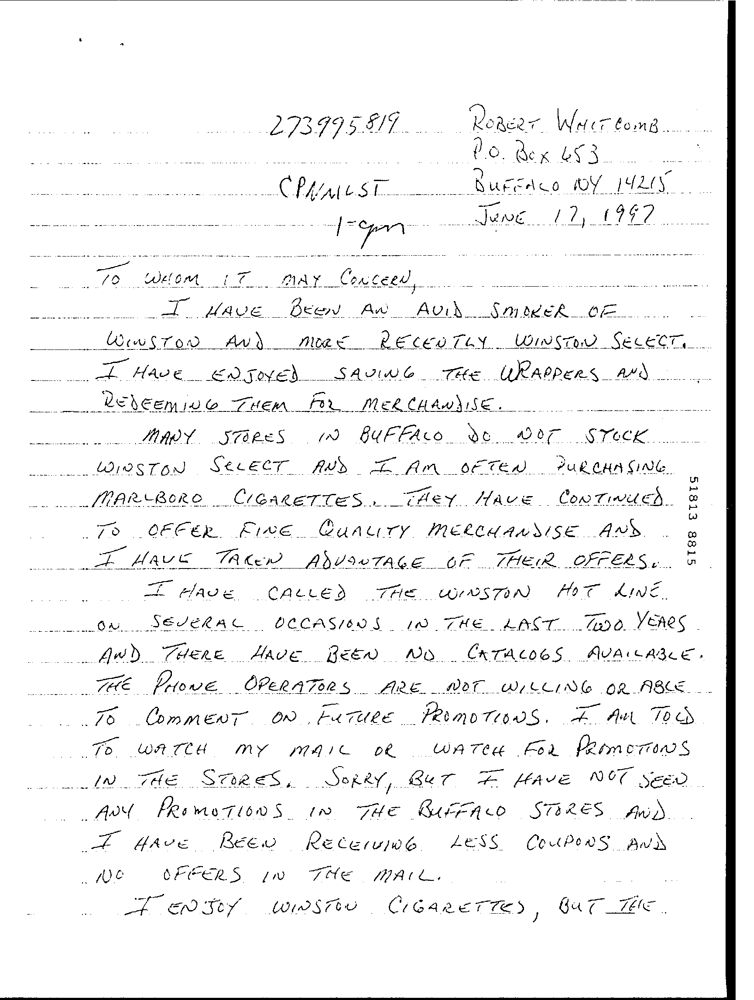 273995819
ROBERT WHITCOMB
P.O. BOX 653
CPNMLST
BUFFALO NY 14215
JUNE 17, 1997
TO WHOM IT MAY CONCERN,
I HAVE BEEN AN AVID SMOKER OF
WINSTON AND MORE RECENTLY WINSTON SELECT.
I HAVE ENJOYED SAVING THE WRAPPERS AND
REDEEMING THEM FOR MERCHANDISE.
MANY STORES IN BUFFALO DO NOT STOCK
WINSTON SELECT AND I AM OFTEN PURCHASING
MARLBORO CIGARETTES. THEY HAVE CONTINUED
TO OFFER FINE QUALITY MERCHANDISE AND
I HAVE TAKEN ADVANTAGE OF THEIR OFFERS.
I HAVE CALLED THE WINSTON HOT LINE
ON SEVERAL OCCASIONS IN THE LAST TWO YEARS
AND THERE HAVE BEEN NO CATALOGS AVAILABLE.
THE PHONE OPERATORS ARE NOT WILLING OR ABLE
TO COMMENT ON FUTURE PROMOTIONS. I AM TOLD
TO WATCH MY MAIL OR WATCH FOR PROMOTIONS
IN THE STORES. SORRY, BUT I HAVE NOT SEEN
ANY PROMOTIONS IN THE BUFFALO STORES AND
I HAVE BEEN RECEIVING LESS COUPONS AND
NO OFFERS IN THE MAIL.
I ENJOY WINSTON CIGARETTES, BUT THE
51813 8815